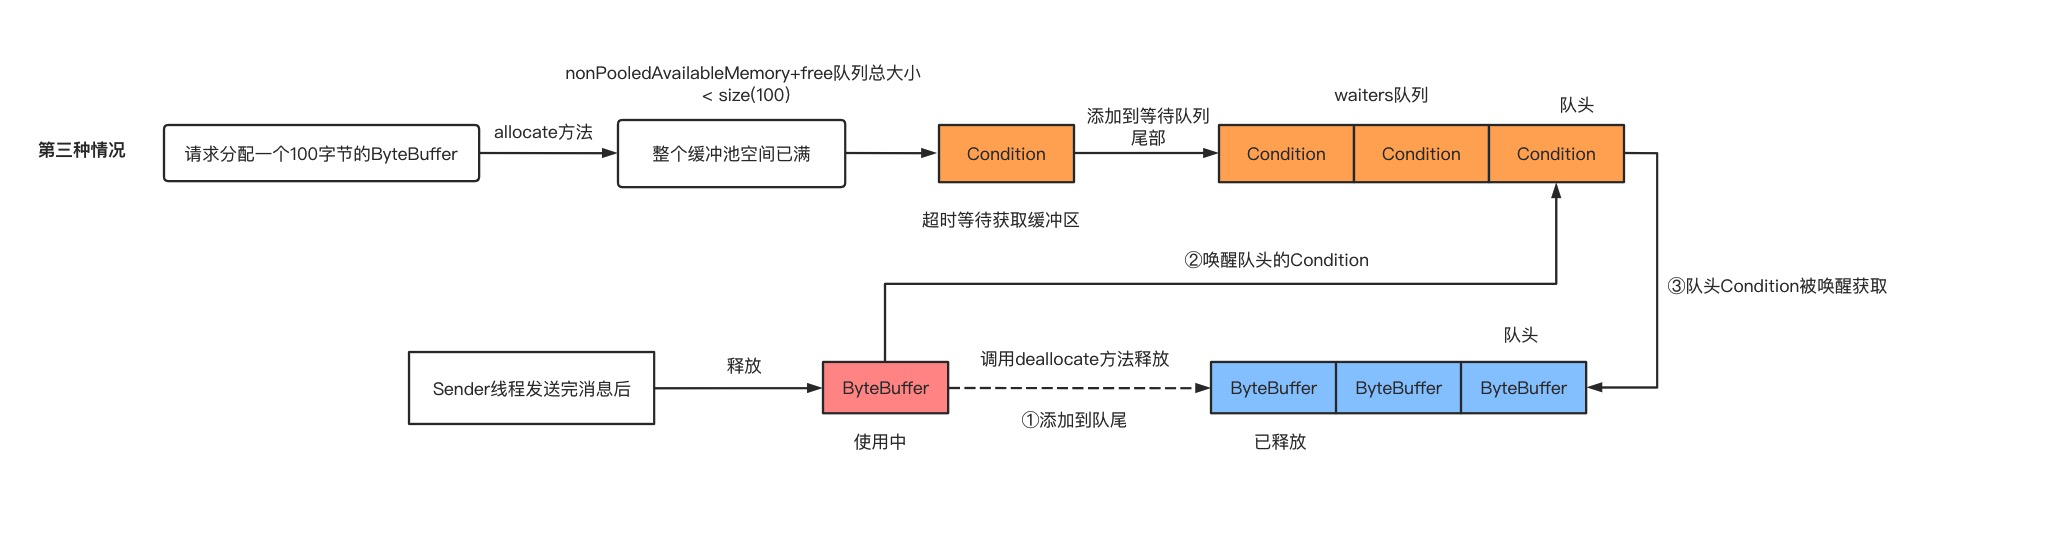 nonPooledAvailableMemory+free队列总大小
< size(100)
第三种情况
请求分配一个100字节的ByteBuffer
allocate方法
整个缓冲池空间已满
Condition
添加到等待队列
尾部
waiters队列
队头
Condition
Condition
Condition
超时等待获取缓冲区
②唤醒队头的Condition
③队头Condition被唤醒获取
Sender线程发送完消息后
释放
ByteBuffer
使用中
调用deallocate方法释放
①添加到队尾
队头
ByteBuffer
ByteBuffer
ByteBuffer
已释放